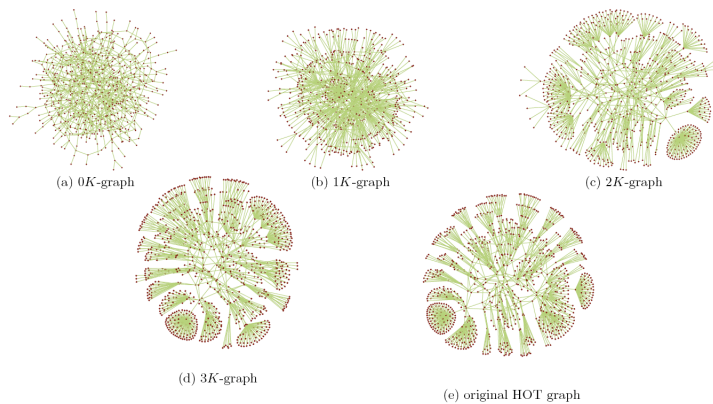 (a) 0K-graph
(b) 1K-graph
(c) 2K-graph
(d) 3K-graph
(e) original HOT graph